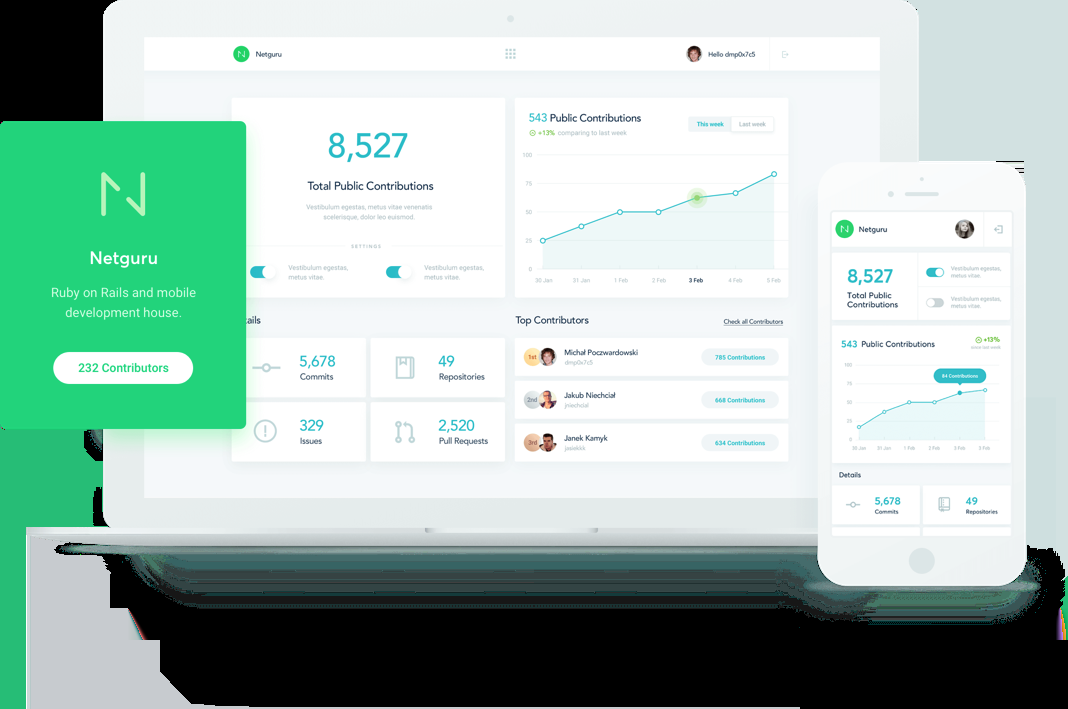 Netguru
Hello dmp0x7c5
N
Netguru
Ruby on Rails and mobile
development house.
232 Contributors
8,527
Total Public Contributions
Vestibulum egestas, metus vitae venenatis
scelerisque, dolor leo euismod.
SETTINGS
Vestibulum egestas,
metus vitae.
Vestibulum egestas,
metus vitae.
543 Public Contributions
+13% comparing to last week
This week
Last week
100
75
50
25
0
30 Jan
31 Jan
1 Feb
2 Feb
3 Feb
4 Feb
5 Feb
ails
5,678
Commits
49
Repositories
329
Issues
2,520
Pull Requests
Top Contributors
Check all Contributors
1st
Michał Poczwardowski
dmp0x7c5
785 Contributions
2nd
Jakub Niechciał
jniechcial
668 Contributions
3rd
Janek Kamyk
jasiekkk
634 Contributions
Netguru
8,527
Total Public
Contributions
Vestibulum egestas,
metus vitae.
Vestibulum egestas,
metus vitae.
543 Public Contributions
+13%
since last week
84 Contributions
100
75
50
25
0
30 Jan
31 Jan
1 Feb
2 Feb
3 Feb
3 Feb
Details
5,678
Commits
49
Repositories